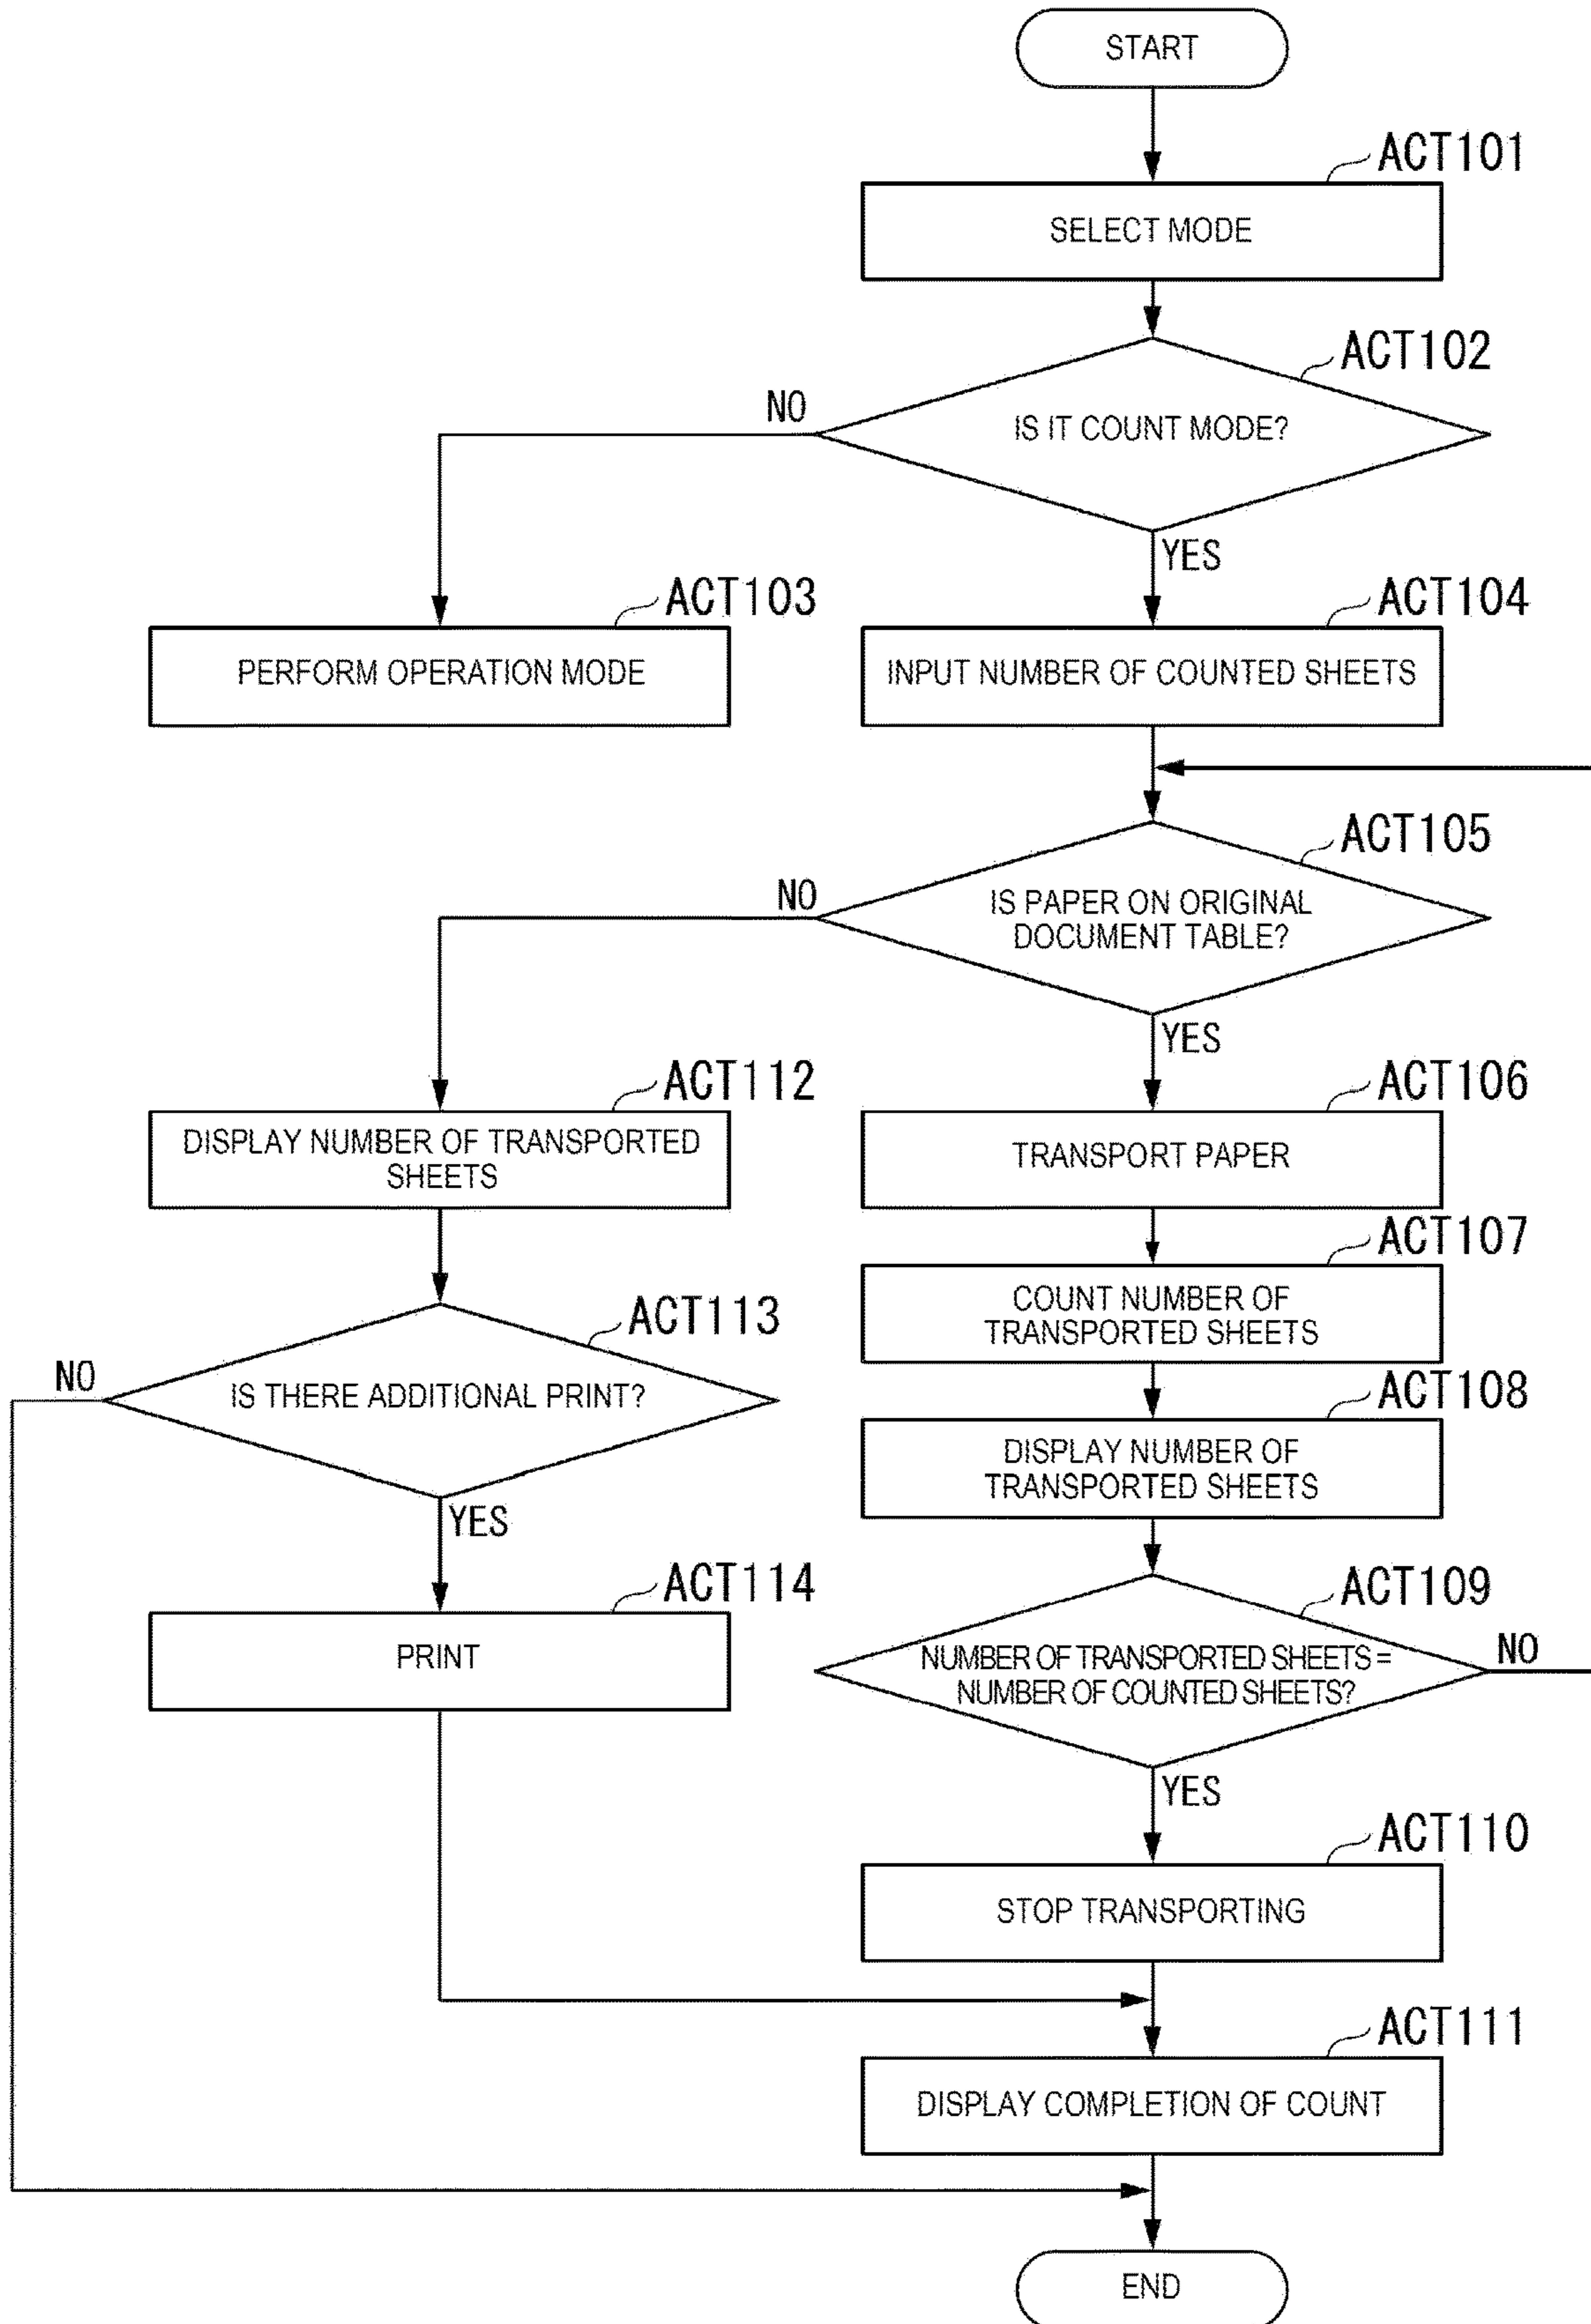 START
ACT101
SELECT MODE
ACT102
NO
IS IT COUNT MODE?
YES
ACT103
ACT104
PERFORM OPERATION MODE
INPUT NUMBER OF COUNTED SHEETS
ACT105
NO
IS PAPER ON ORIGINAL
DOCUMENT TABLE?
YES
ACT112
ACT106
DISPLAY NUMBER OF TRANSPORTED
SHEETS
TRANSPORT PAPER
ACT107
COUNT NUMBER OF
TRANSPORTED SHEETS
ACT113
NO
IS THERE ADDITIONAL PRINT?
YES
ACT108
DISPLAY NUMBER OF
TRANSPORTED SHEETS
ACT114
PRINT
ACT109
NUMBER OF TRANSPORTED SHEETS =
NUMBER OF COUNTED SHEETS?
NO
YES
ACT110
STOP TRANSPORTING
ACT111
DISPLAY COMPLETION OF COUNT
END